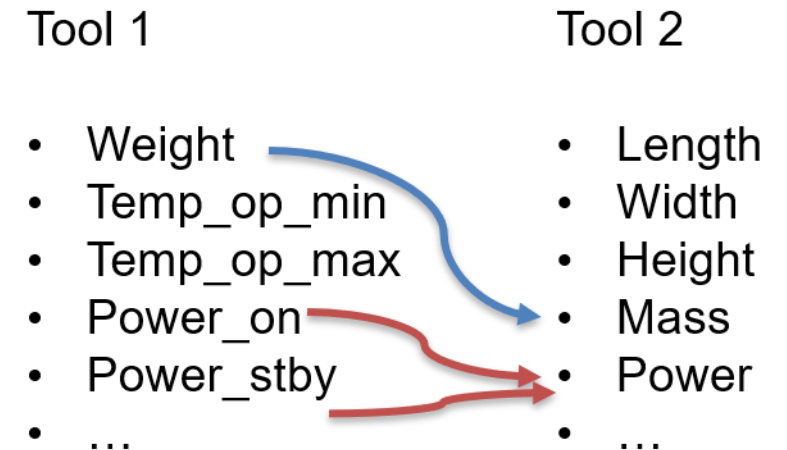 Tool 1
• Weight
• Temp_op_min
• Temp_op_max
• Power_on
• Power_stby
• ...
Tool 2
• Length
• Width
• Height
• Mass
• Power
• ...